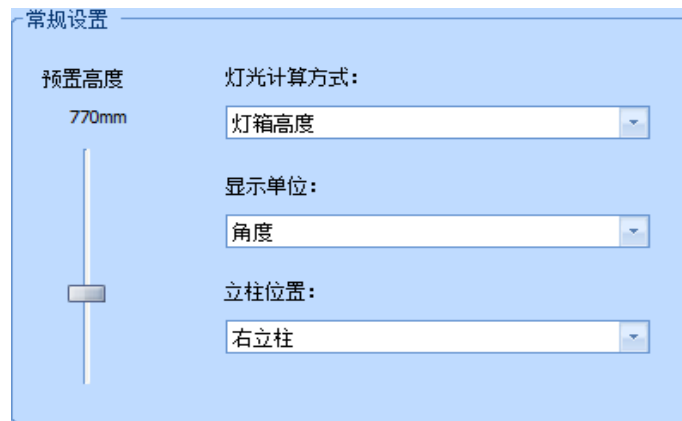 常规设置
预置高度
770mm
灯光计算方式:
灯箱高度
显示单位:
角度
立柱位置:
右立柱